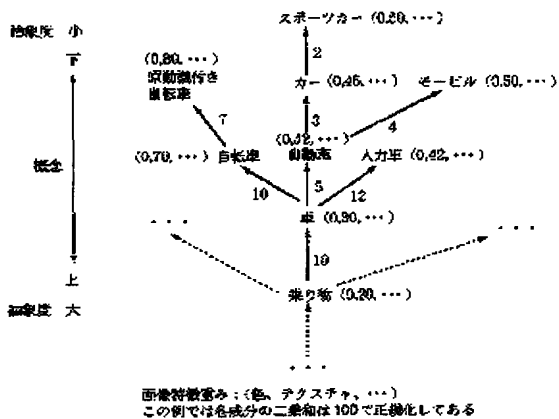 抽象度 小
スポーツカー (0.50, ···)
下
2
(0.80, ···)
原動機付き
自転車
カー (0.45, ···)
モービル (0.50, ···)
7
3
4
概念
(0.70, ···) 自転車
自動車
人力車 (0.42, ···)
10
5
12
···
車 (0.30, ···)
···
19
上
抽象度 大
乗り物 (0.20, ···)
···
画像特徴重み:(色、テクスチャ、···)
この例では各成分の二乗和は100で正規化してある